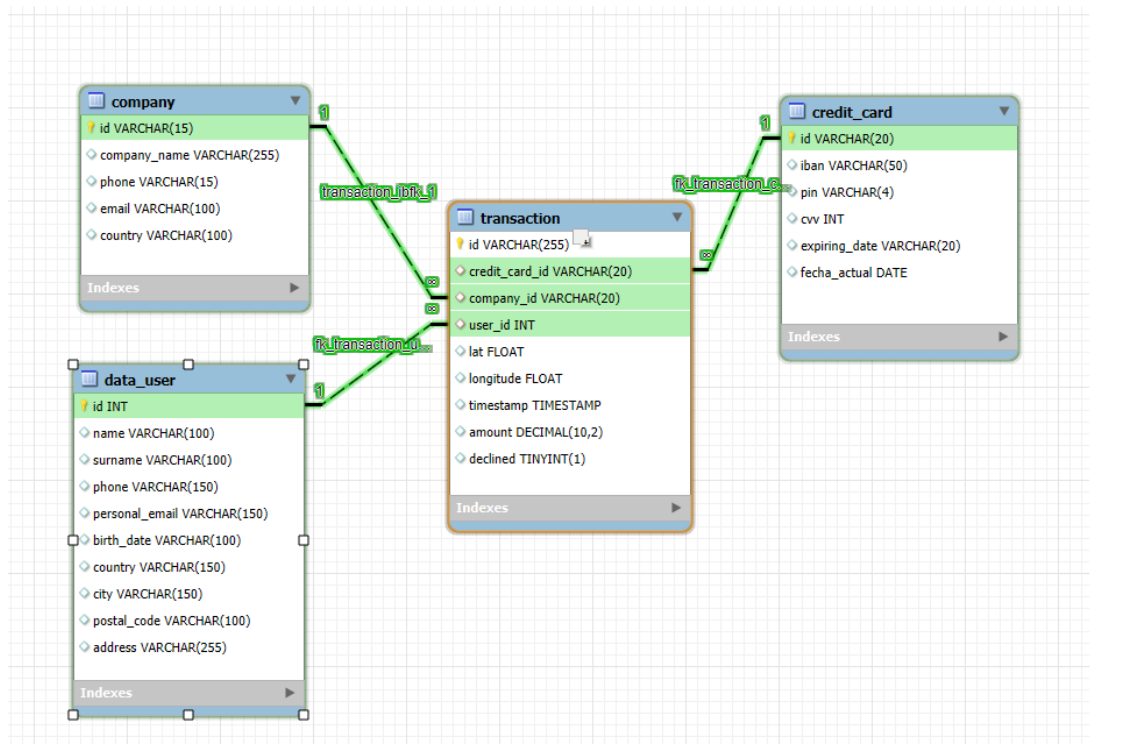 company
id VARCHAR(15)
company_name VARCHAR(255)
phone VARCHAR(15)
email VARCHAR(100)
country VARCHAR(100)
Indexes
1
transaction_ibfk_1
∞
credit_card
id VARCHAR(20)
iban VARCHAR(50)
pin VARCHAR(4)
cvv INT
expiring_date VARCHAR(20)
fecha_actual DATE
Indexes
1
fk_transaction_c...
∞
transaction
id VARCHAR(255)
credit_card_id VARCHAR(20)
company_id VARCHAR(20)
user_id INT
lat FLOAT
longitude FLOAT
timestamp TIMESTAMP
amount DECIMAL(10,2)
declined TINYINT(1)
Indexes
∞
fk_transaction_u...
1
data_user
id INT
name VARCHAR(100)
surname VARCHAR(100)
phone VARCHAR(150)
personal_email VARCHAR(150)
birth_date VARCHAR(100)
country VARCHAR(150)
city VARCHAR(150)
postal_code VARCHAR(100)
address VARCHAR(255)
Indexes